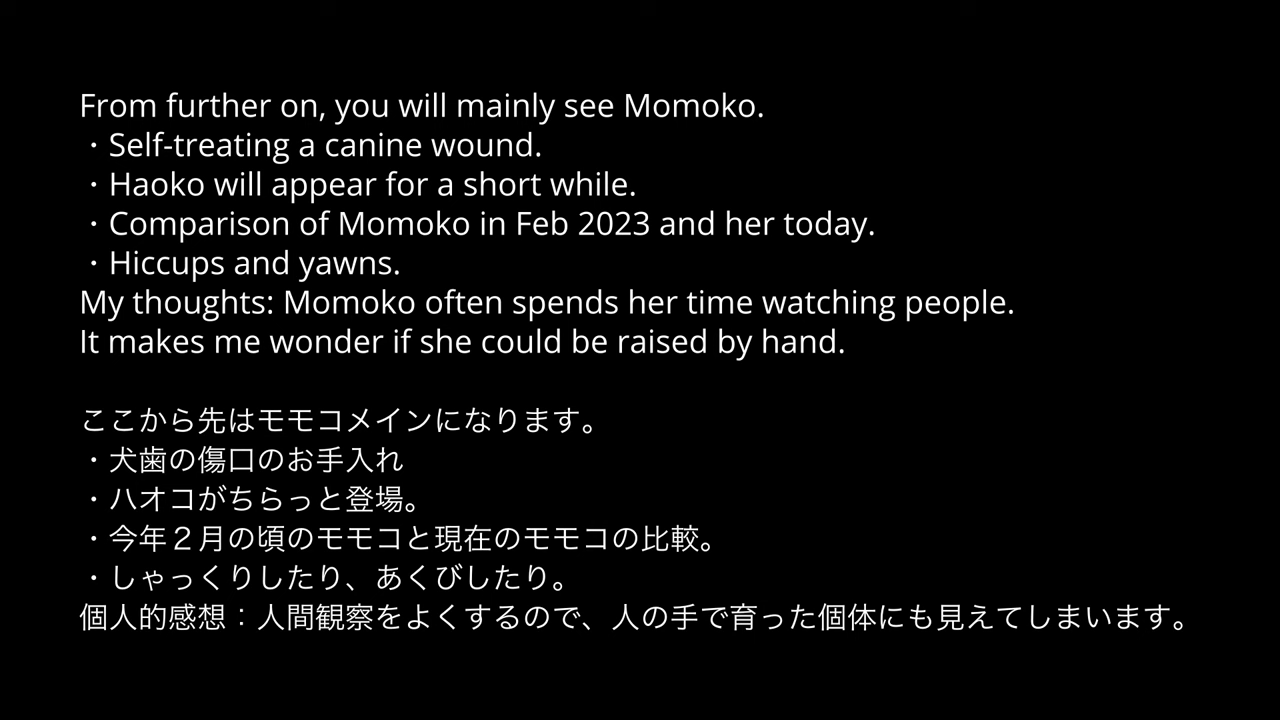 From further on, you will mainly see Momoko.
・Self-treating a canine wound.
・Haoko will appear for a short while.
・Comparison of Momoko in Feb 2023 and her today.
・Hiccups and yawns.
My thoughts: Momoko often spends her time watching people.
It makes me wonder if she could be raised by hand.
ここから先はモモコメインになります。
・犬歯の傷口のお手入れ
・ハオコがちらっと登場。
・今年２月の頃のモモコと現在のモモコの比較。
・しゃっくりしたり、あくびしたり。
個人的感想：人間観察をよくするので、人の手で育った個体にも見えてしまいます。